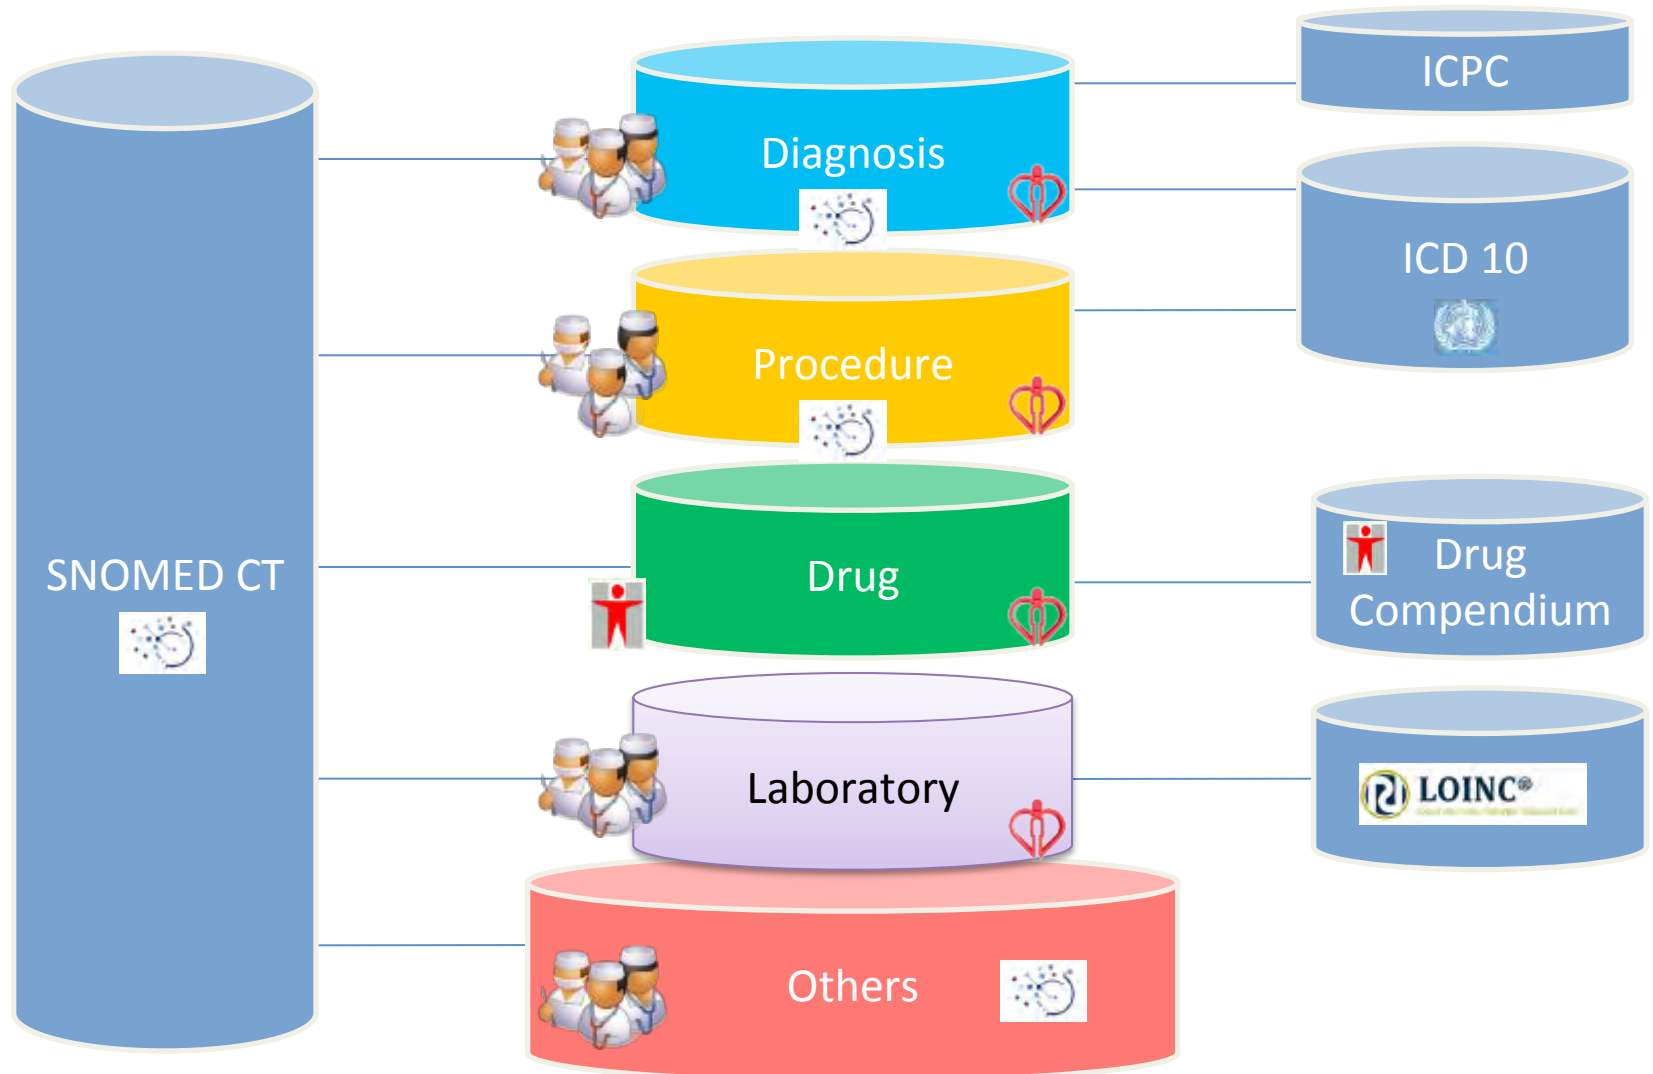 SNOMED CT
Diagnosis
Procedure
Drug
Laboratory
Others
ICPC
ICD 10
Drug
Compendium
LOINC®